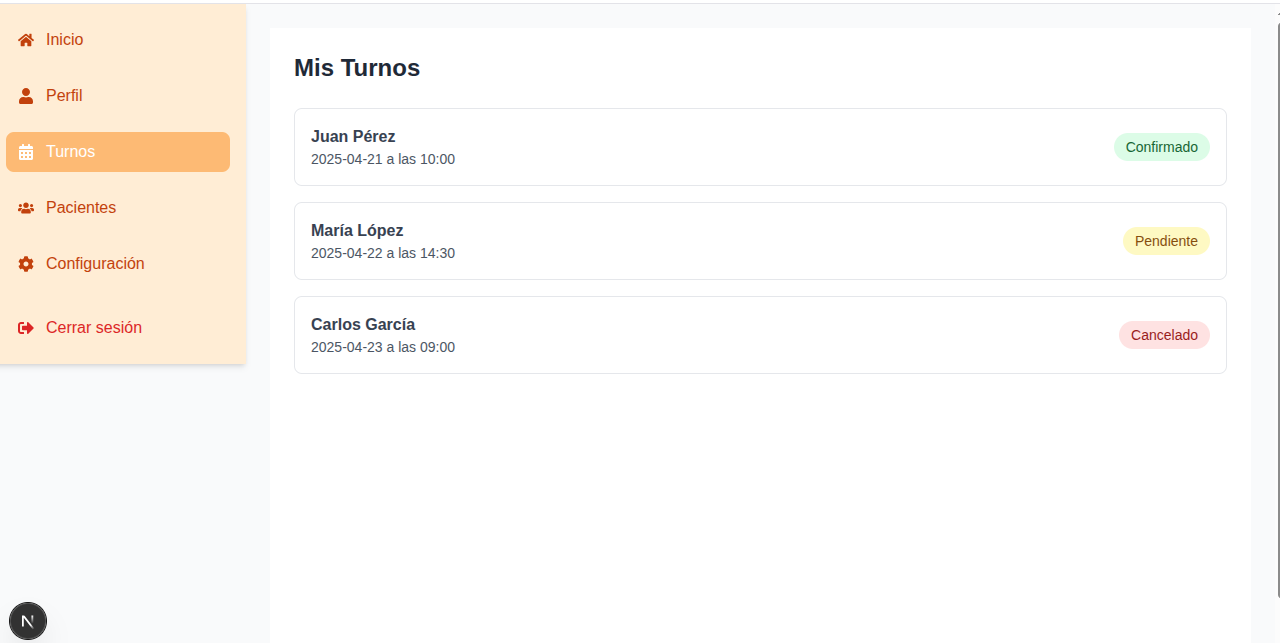 Inicio
Perfil
Turnos
Pacientes
Configuración
Cerrar sesión
Mis Turnos
Juan Pérez
2025-04-21 a las 10:00
Confirmado
María López
2025-04-22 a las 14:30
Pendiente
Carlos García
2025-04-23 a las 09:00
Cancelado
N